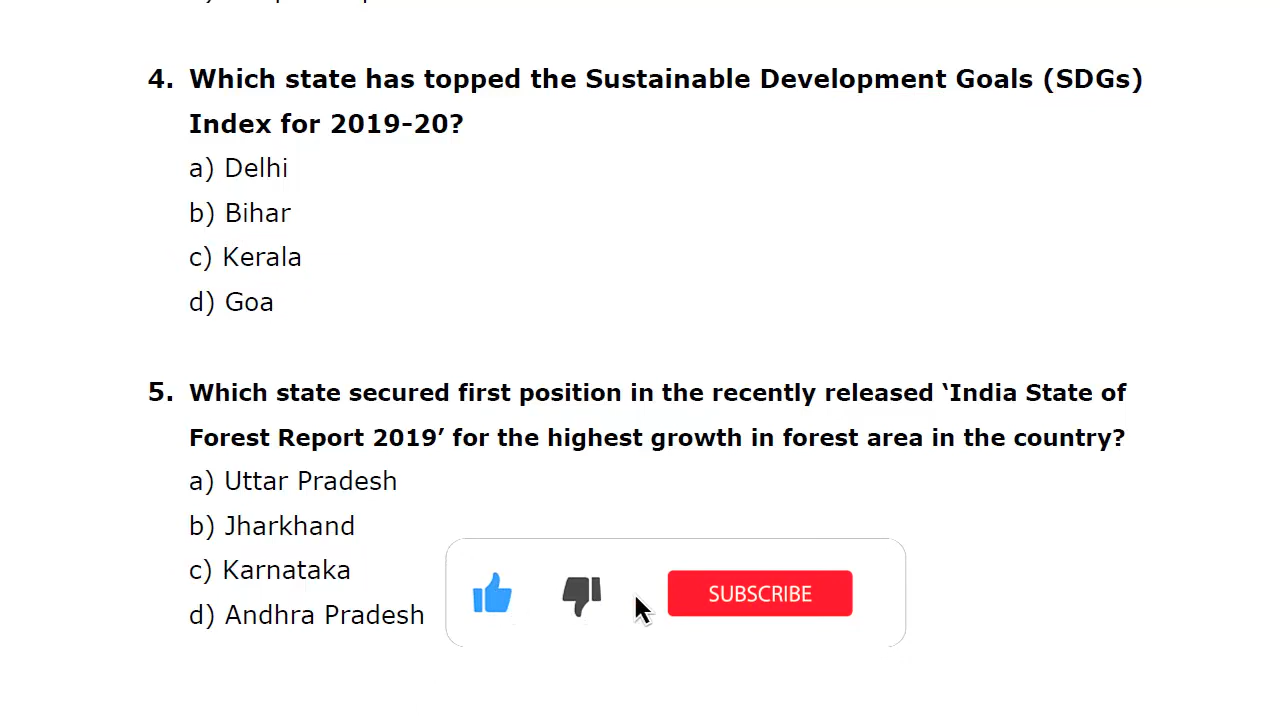 4. Which state has topped the Sustainable Development Goals (SDGs)
Index for 2019-20?
a) Delhi
b) Bihar
c) Kerala
d) Goa
5. Which state secured first position in the recently released ‘India State of
Forest Report 2019’ for the highest growth in forest area in the country?
a) Uttar Pradesh
b) Jharkhand
c) Karnataka
d) Andhra Pradesh
SUBSCRIBE